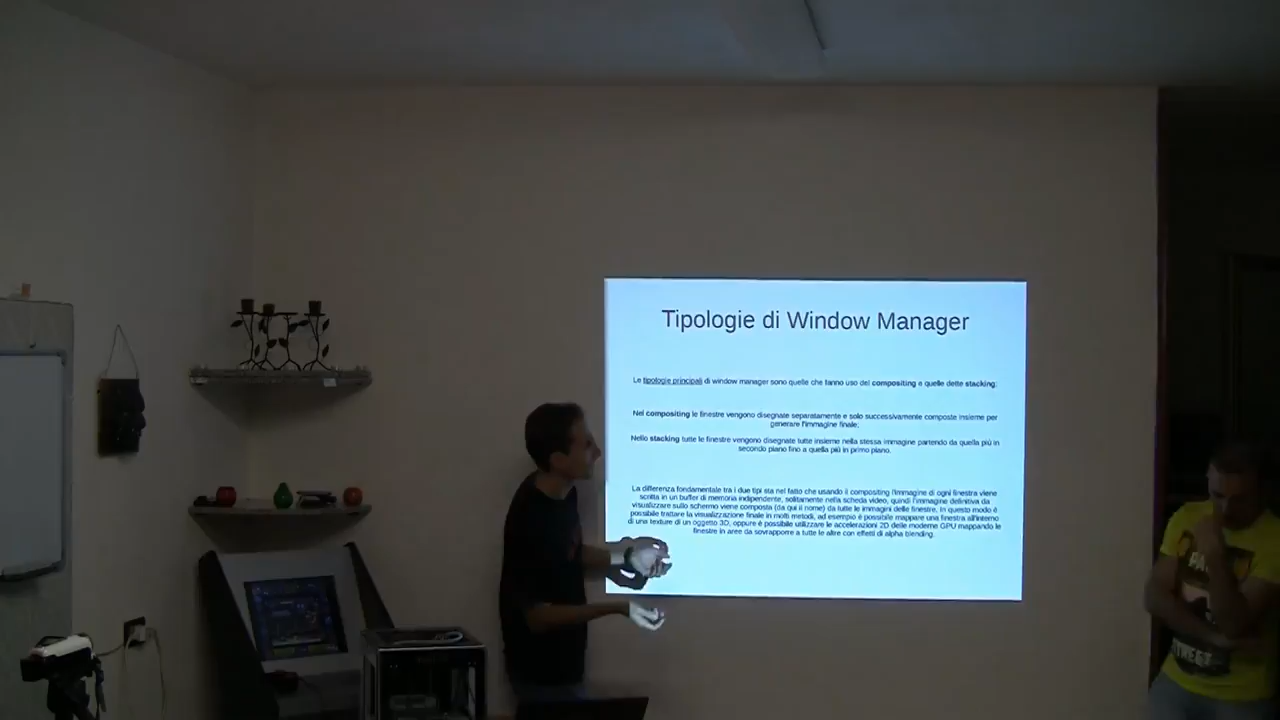 Tipologie di Window Manager
Le tipologie principali di window manager sono quelle che fanno uso del compositing e quelle dette stacking:
Nel compositing le finestre vengono disegnate separatamente e solo successivamente composte insieme per
generare l'immagine finale;
Nello stacking tutte le finestre vengono disegnate tutte insieme nella stessa immagine partendo da quella più in
secondo piano fino a quella più in primo piano.
La differenza fondamentale tra i due tipi sta nel fatto che usando il compositing l'immagine di ogni finestra viene
scritta in un buffer di memoria indipendente, solitamente nella scheda video, quindi l'immagine definitiva da
visualizzare sullo schermo viene composta (da qui il nome) da tutte le immagini delle finestre. In questo modo è
possibile trattare la visualizzazione finale in molti metodi, ad esempio è possibile mappare una finestra all'interno
di una texture di un oggetto 3D, oppure è possibile utilizzare le accelerazioni 2D delle moderne GPU mappando le
finestre in aree da sovrapporre a tutte le altre con effetti di alpha blending.